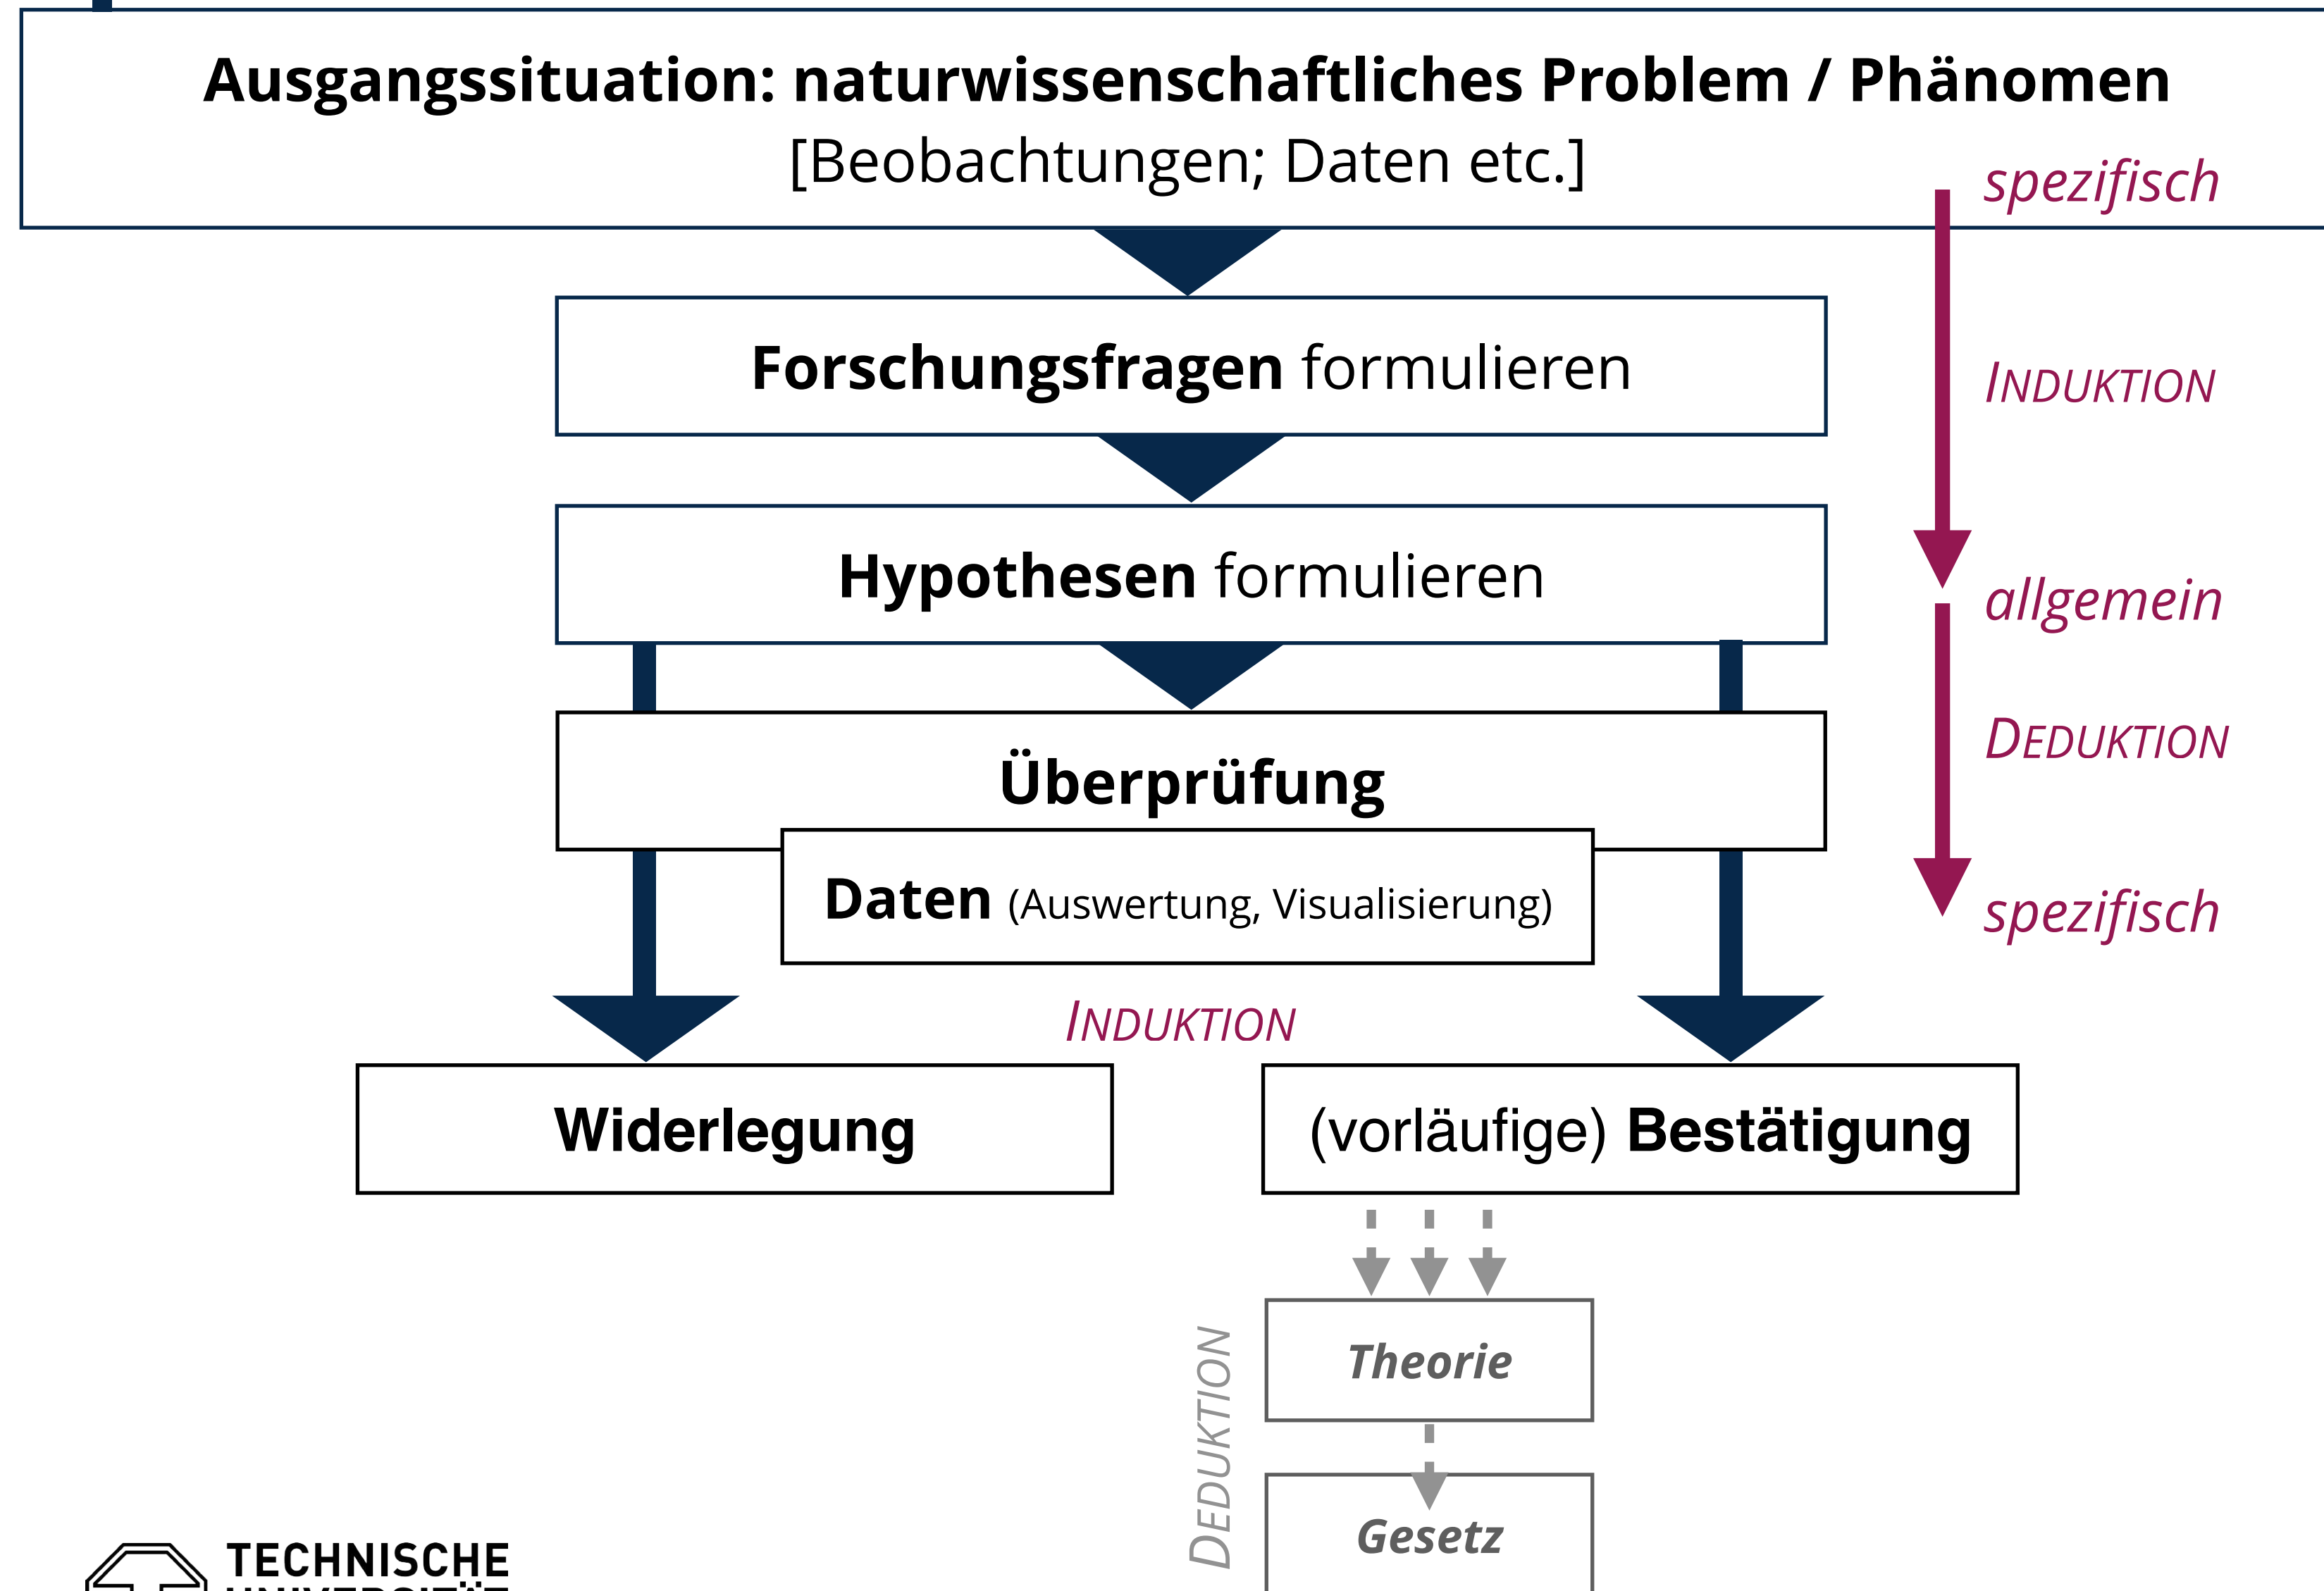 Ausgangssituation: naturwissenschaftliches Problem / Phänomen
[Beobachtungen; Daten etc.]
spezifisch
Forschungsfragen formulieren
INDUKTION
Hypothesen formulieren
allgemein
Überprüfung
DEDUKTION
Daten (Auswertung, Visualisierung)
spezifisch
INDUKTION
Widerlegung
(vorläufige) Bestätigung
Theorie
DEDUKTION
Gesetz
TECHNISCHE
UNIVERSITÄT